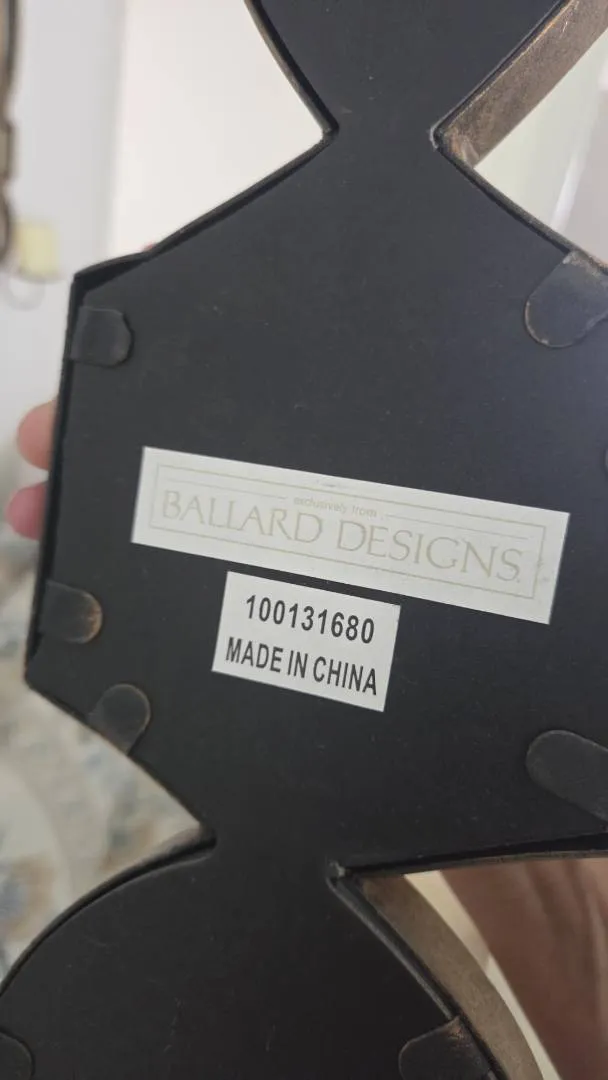 exclusively from
BALLARD DESIGNS
100131680
MADE IN CHINA